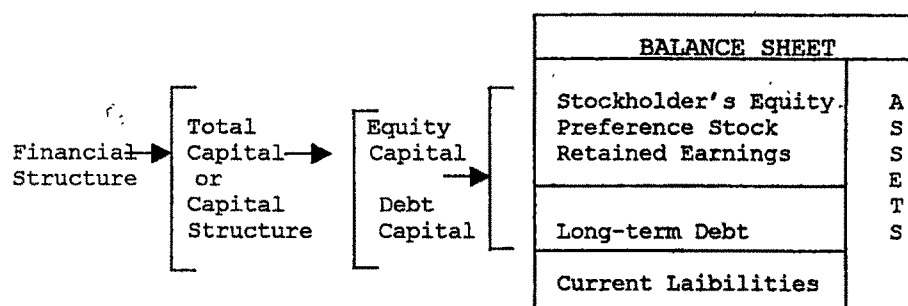 Financial
Structure
Total
Capital
or
Capital
Structure
Equity
Capital
Debt
Capital
BALANCE SHEET
Stockholder's Equity
Preference Stock
Retained Earnings
Long-term Debt
Current Laibilities
A
S
S
E
T
S